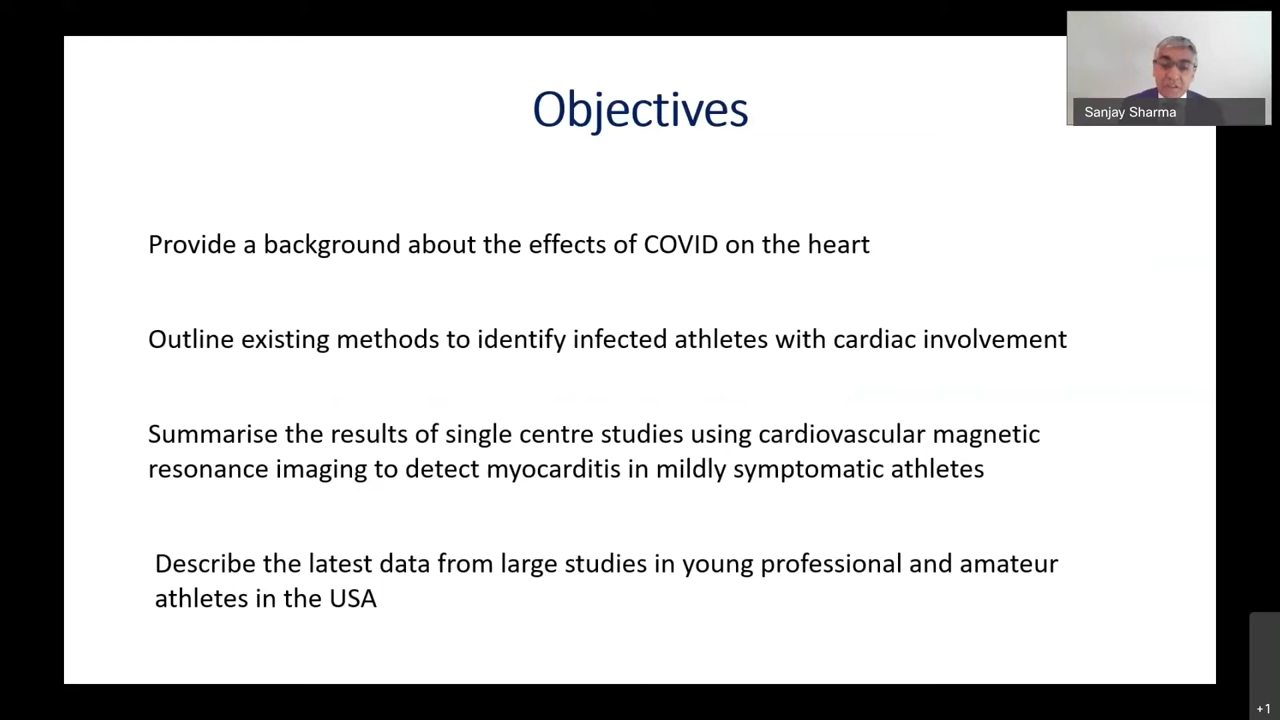 Objectives
Sanjay Sharma
Provide a background about the effects of COVID on the heart
Outline existing methods to identify infected athletes with cardiac involvement
Summarise the results of single centre studies using cardiovascular magnetic
resonance imaging to detect myocarditis in mildly symptomatic athletes
Describe the latest data from large studies in young professional and amateur
athletes in the USA
+1